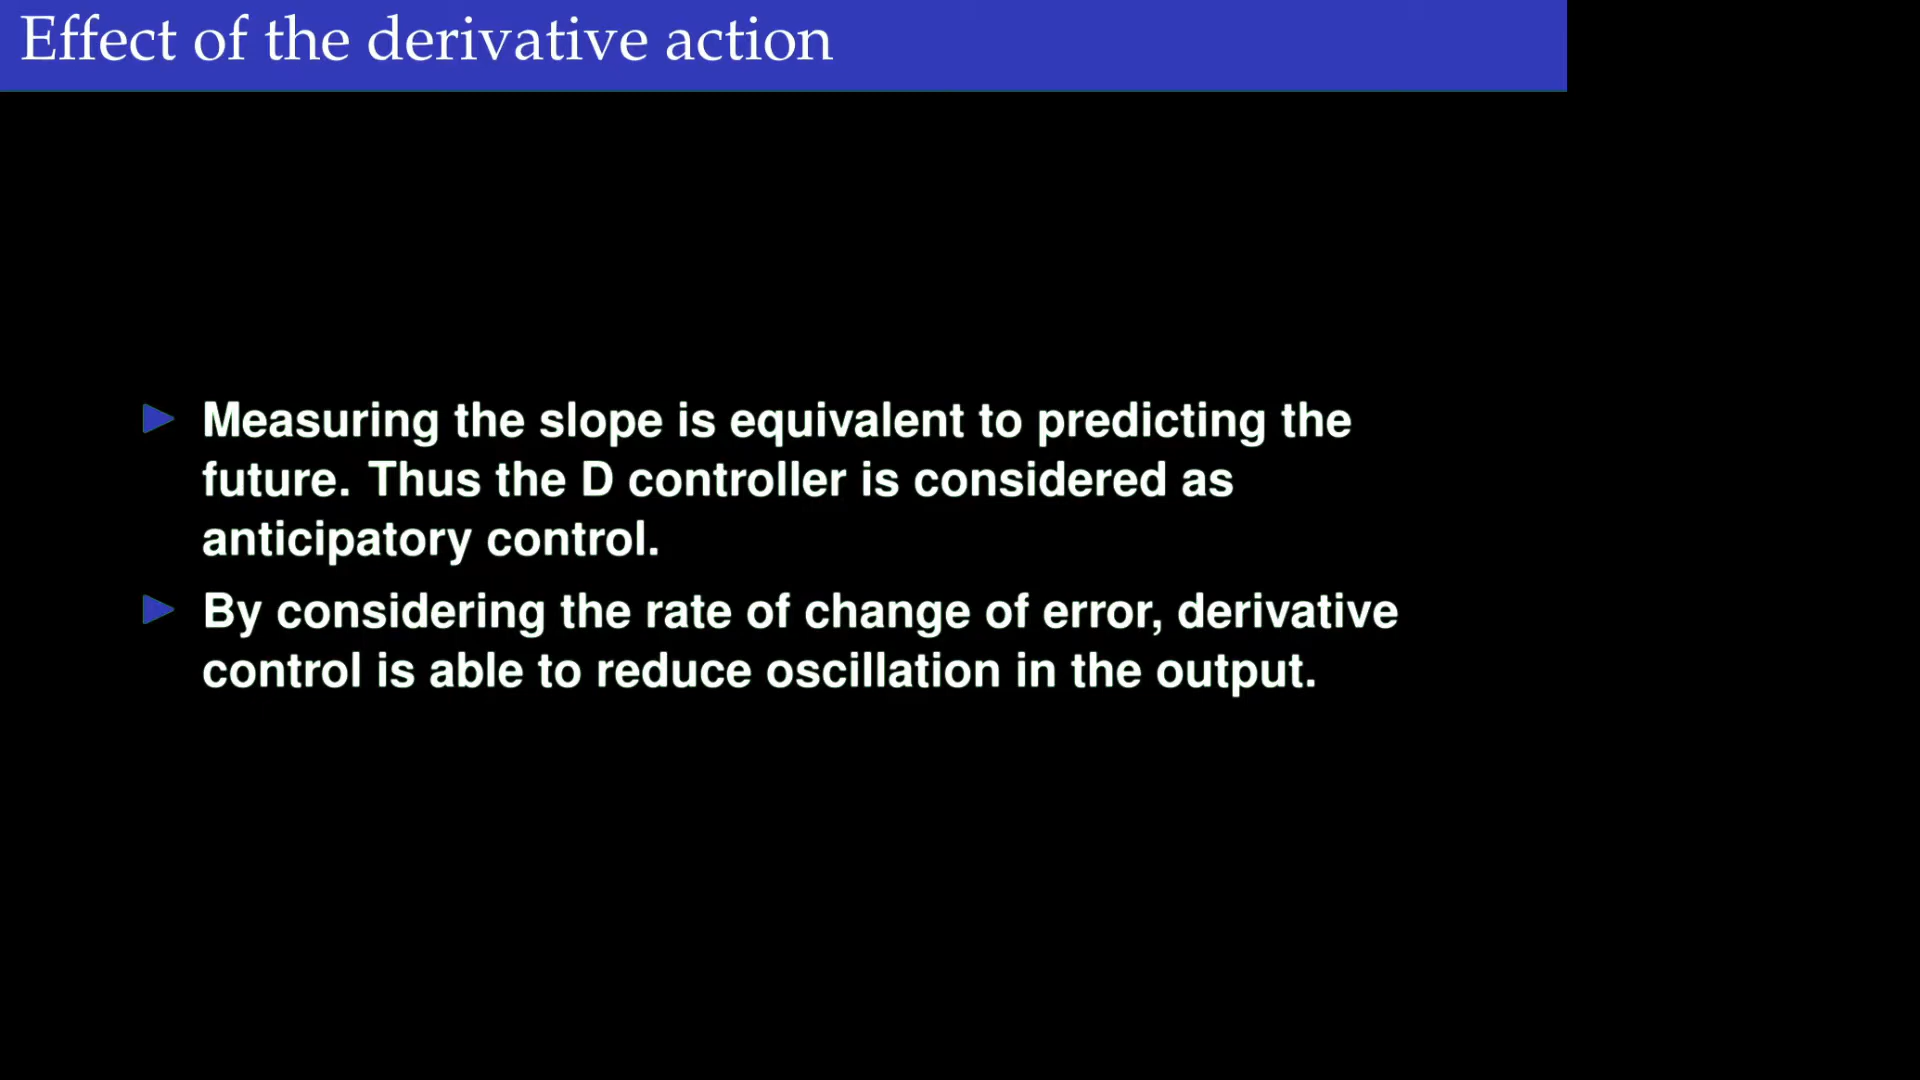 Effect of the derivative action
Measuring the slope is equivalent to predicting the
future. Thus the D controller is considered as
anticipatory control.
By considering the rate of change of error, derivative
control is able to reduce oscillation in the output.